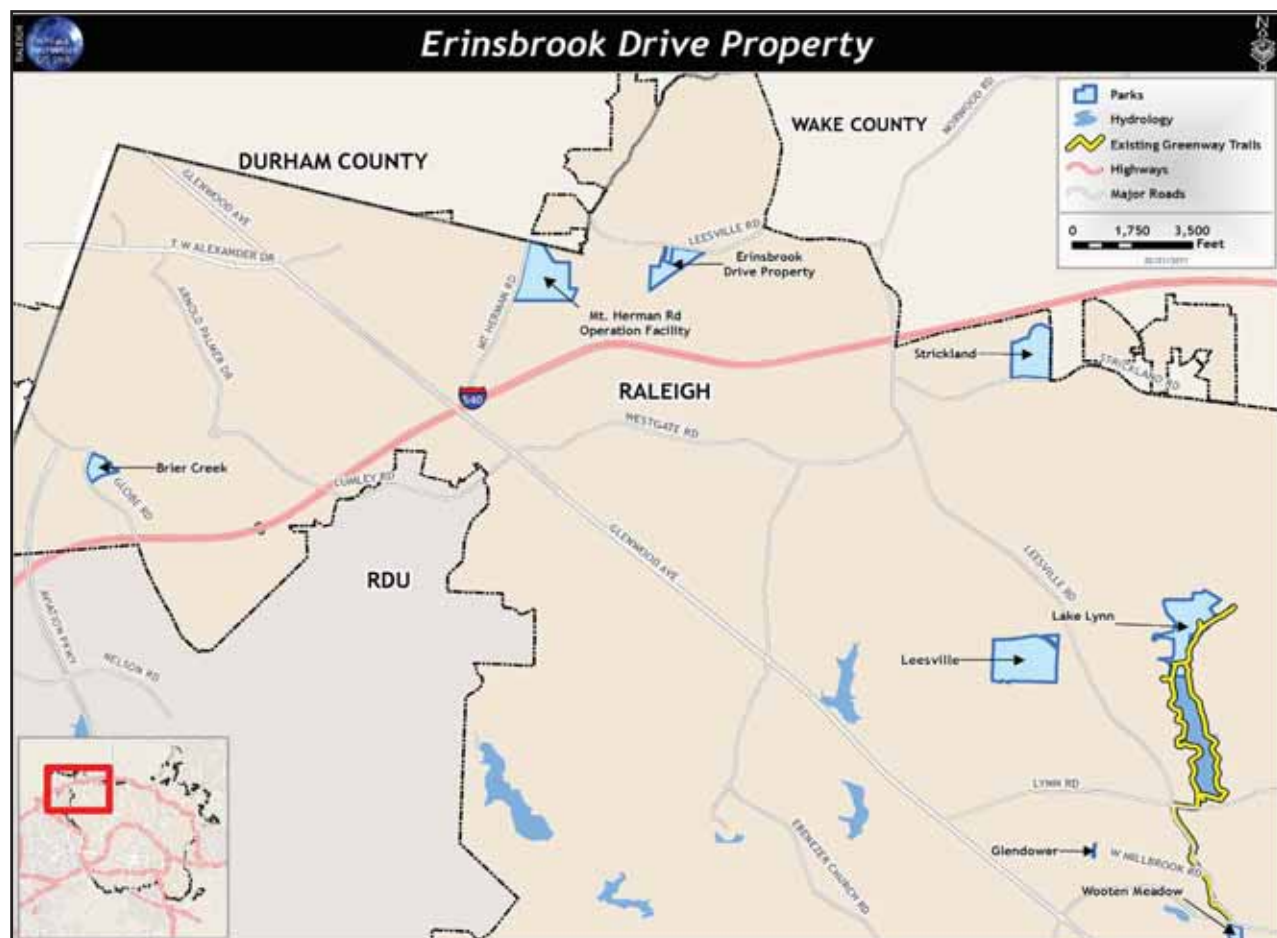 RALEIGH
Erinsbrook Drive Property
N
Parks
Hydrology
Existing Greenway Trails
Highways
Major Roads
0 1,750 3,500
Feet
WAKE COUNTY
NORWOOD RD
DURHAM COUNTY
GLENWOOD AVE
T W ALEXANDER DR
LEESVILLE RD
Erinsbrook
Drive Property
ARNOLD PALMER DR
MT HERMAN RD
Mt. Herman Rd
Operation Facility
Strickland
STRICKLAND RD
540
RALEIGH
WESTGATE RD
Brier Creek
GLOBE RD
LUMLEY RD
GLENWOOD AVE
RDU
LEESVILLE RD
AVIATION PKWY
NELSON RD
Lake Lynn
Leesville
LYNN RD
EBENEZER CHURCH RD
Glendower
W MILLBROOK RD
Wooten Meadow